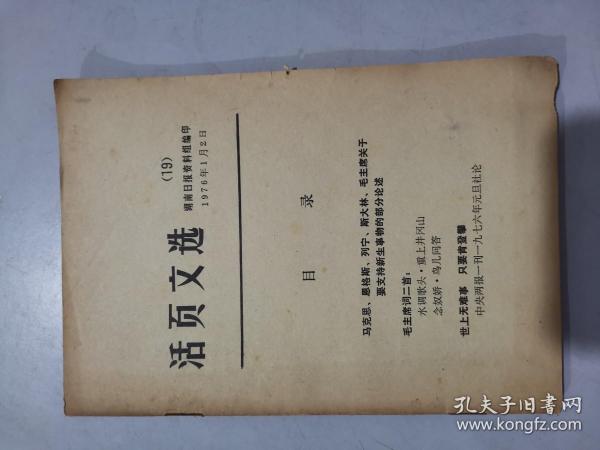 活页文选
（19）
湖南日报资料组编印
1976年1月2日
目录
马克思、恩格斯、列宁、斯大林、毛主席关于
要支持新生事物的部分论述
毛主席词二首：
水调歌头·重上井冈山
念奴娇·鸟儿问答
世上无难事 只要肯登攀
中央两报一刊一九七六年元旦社论
孔夫子旧书网
www.kongfz.com